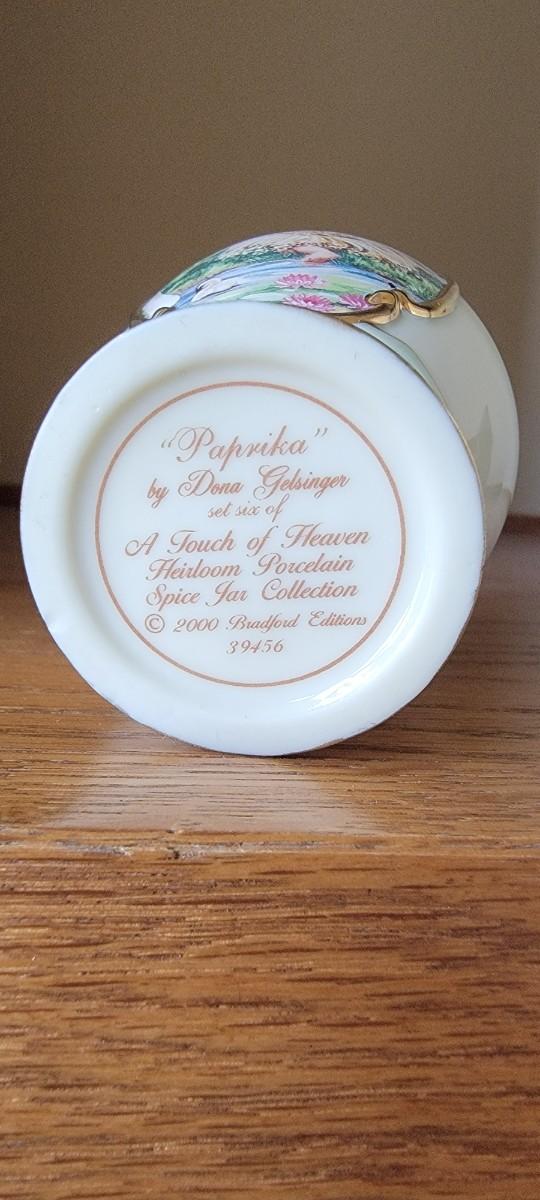 "Paprika"
by Dona Gelsinger
set six of
A Touch of Heaven
Heirloom Porcelain
Spice Jar Collection
© 2000 Bradford Editions
39456